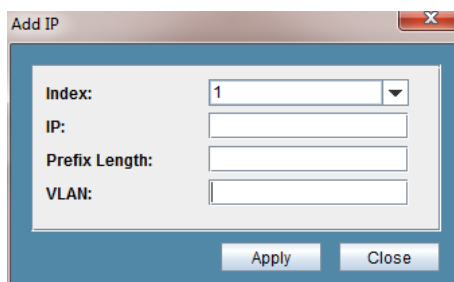 Add IP
Index: 1
IP:
Prefix Length:
VLAN:
Apply Close